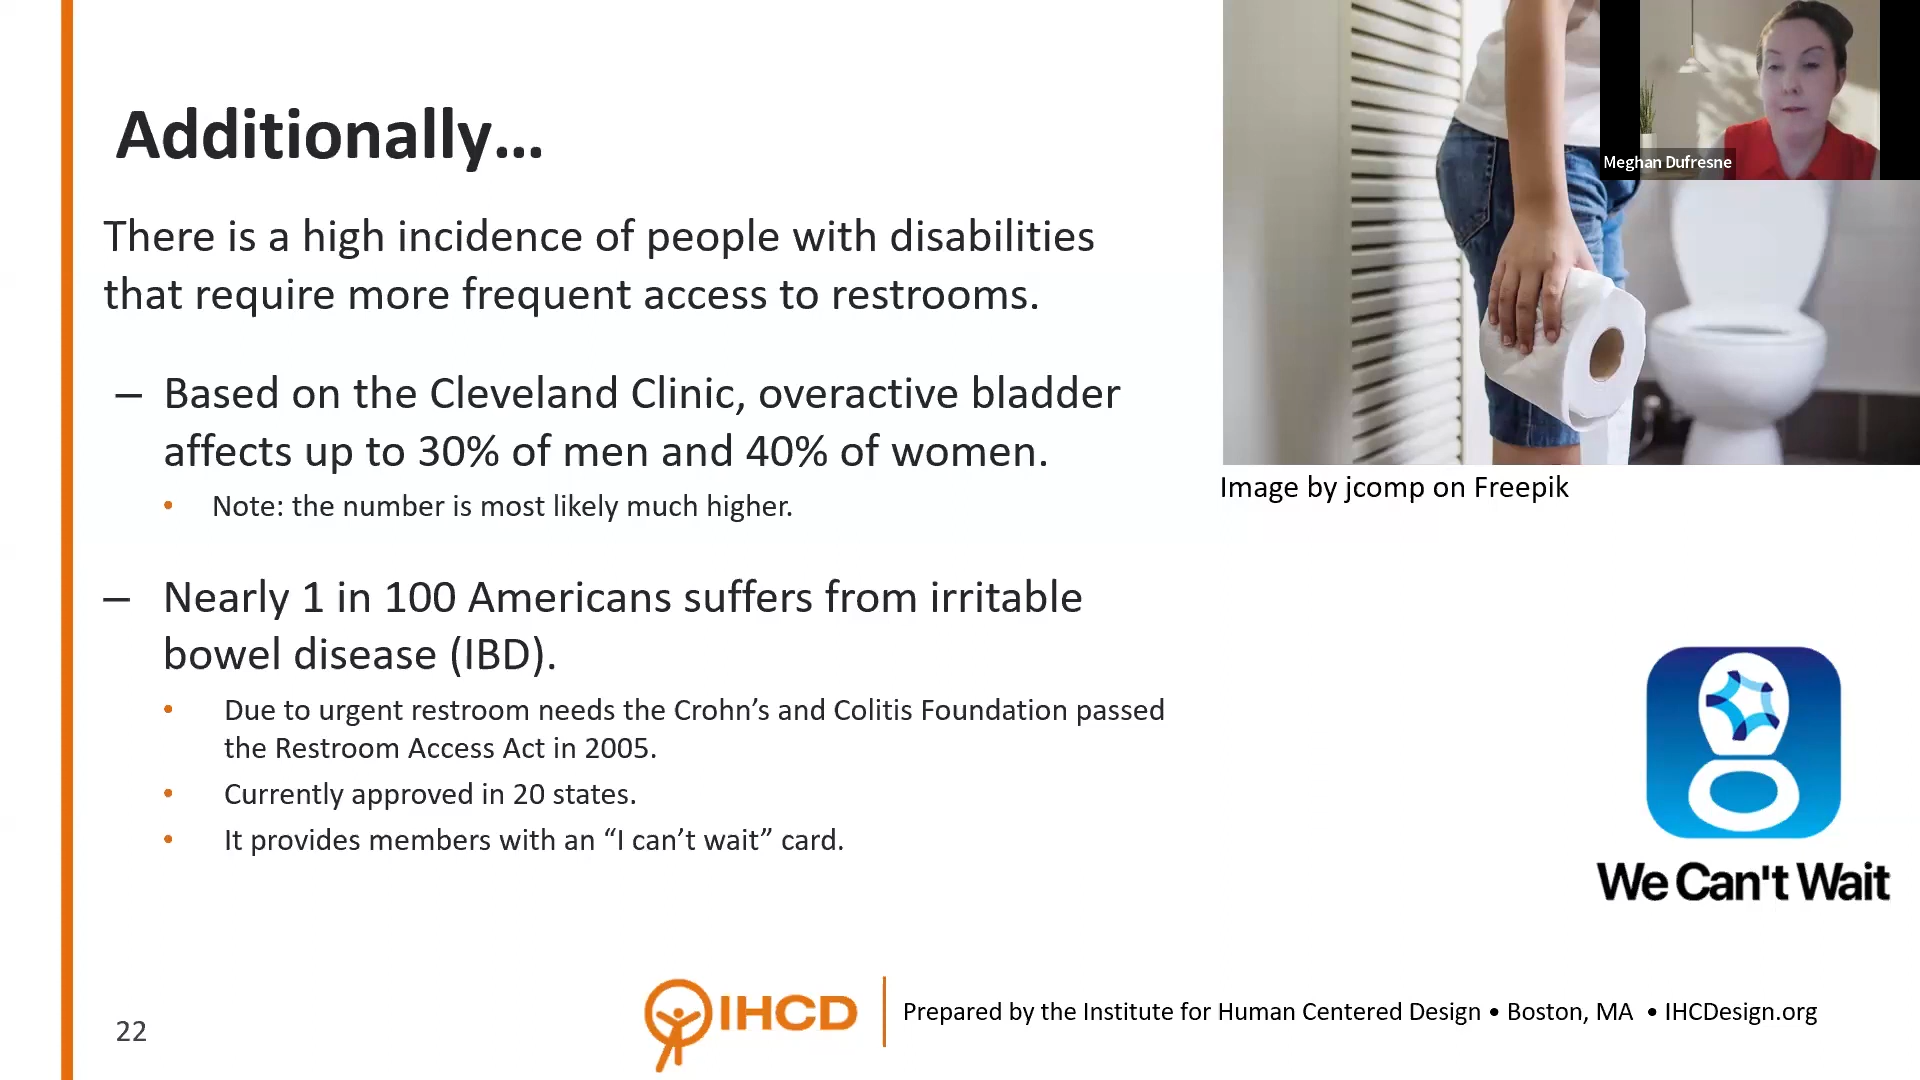 Additionally…
There is a high incidence of people with disabilities
that require more frequent access to restrooms.
– Based on the Cleveland Clinic, overactive bladder
affects up to 30% of men and 40% of women.
• Note: the number is most likely much higher.
– Nearly 1 in 100 Americans suffers from irritable
bowel disease (IBD).
• Due to urgent restroom needs the Crohn’s and Colitis Foundation passed
the Restroom Access Act in 2005.
• Currently approved in 20 states.
• It provides members with an “I can’t wait” card.
Meghan Dufresne
Image by jcomp on Freepik
We Can't Wait
22
IHCD
Prepared by the Institute for Human Centered Design • Boston, MA • IHCDesign.org